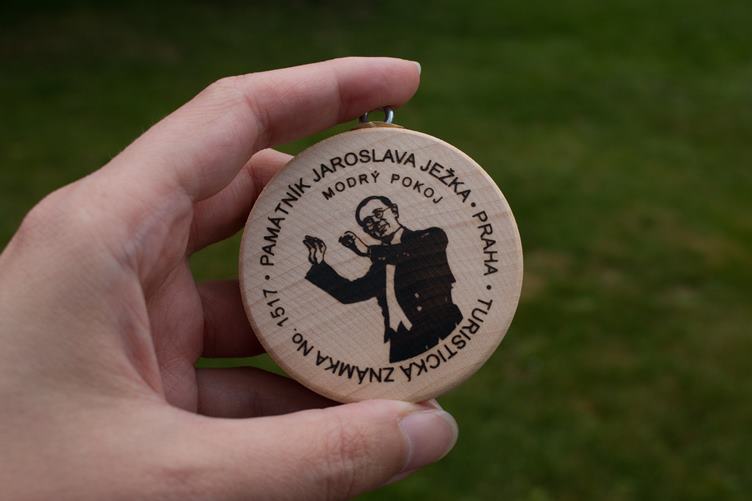 PAMÁTNÍK JAROSLAVA JEŽKA • PRAHA •
MODRÝ POKOJ
TURISTICKÁ ZNÁMKA No. 1517 •